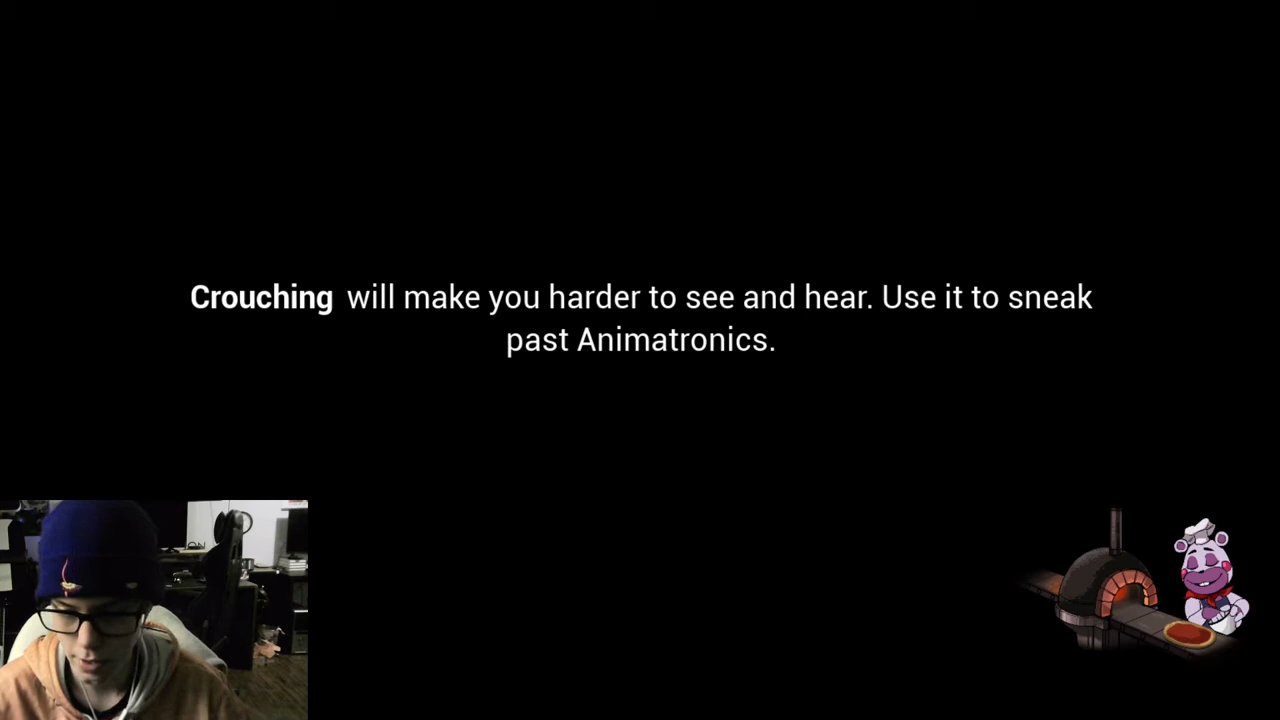 Crouching will make you harder to see and hear. Use it to sneak
past Animatronics.